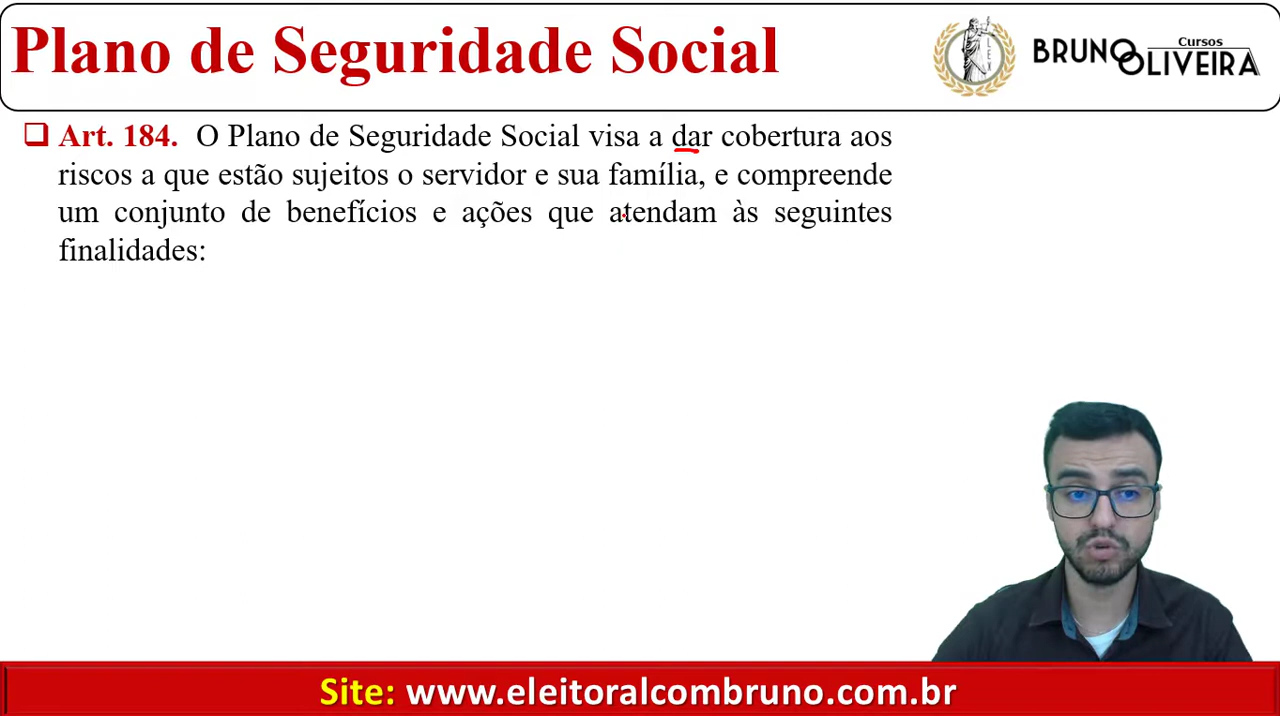 Plano de Seguridade Social
LEX
Cursos
BRUNO
OLIVEIRA
❑ Art. 184. O Plano de Seguridade Social visa a dar cobertura aos
riscos a que estão sujeitos o servidor e sua família, e compreende
um conjunto de benefícios e ações que atendam às seguintes
finalidades:
Site: www.eleitoralcombruno.com.br